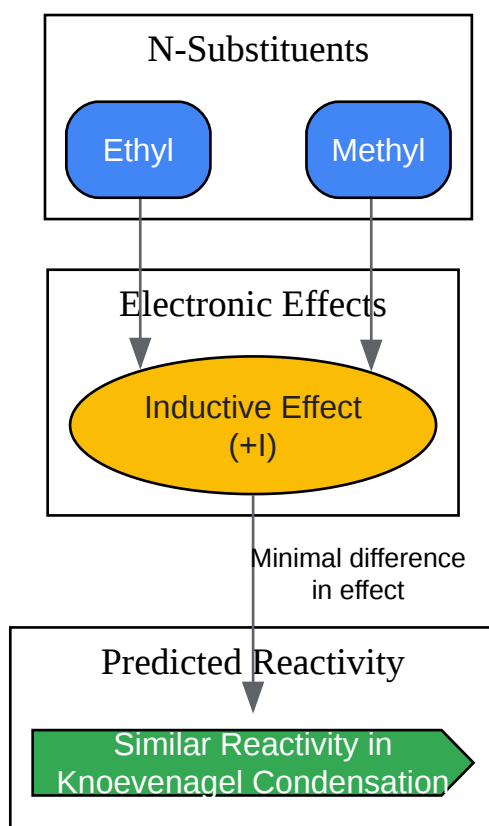 N-Substituents
Ethyl
Methyl
Electronic Effects
Inductive Effect
(+I)
Minimal difference
in effect
Predicted Reactivity
Similar Reactivity in
Knoevenagel Condensation